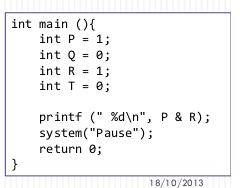 int main (){
    int P = 1;
    int Q = 0;
    int R = 1;
    int T = 0;

    printf (" %d\n", P & R);
    system("Pause");
    return 0;
}
18/10/2013